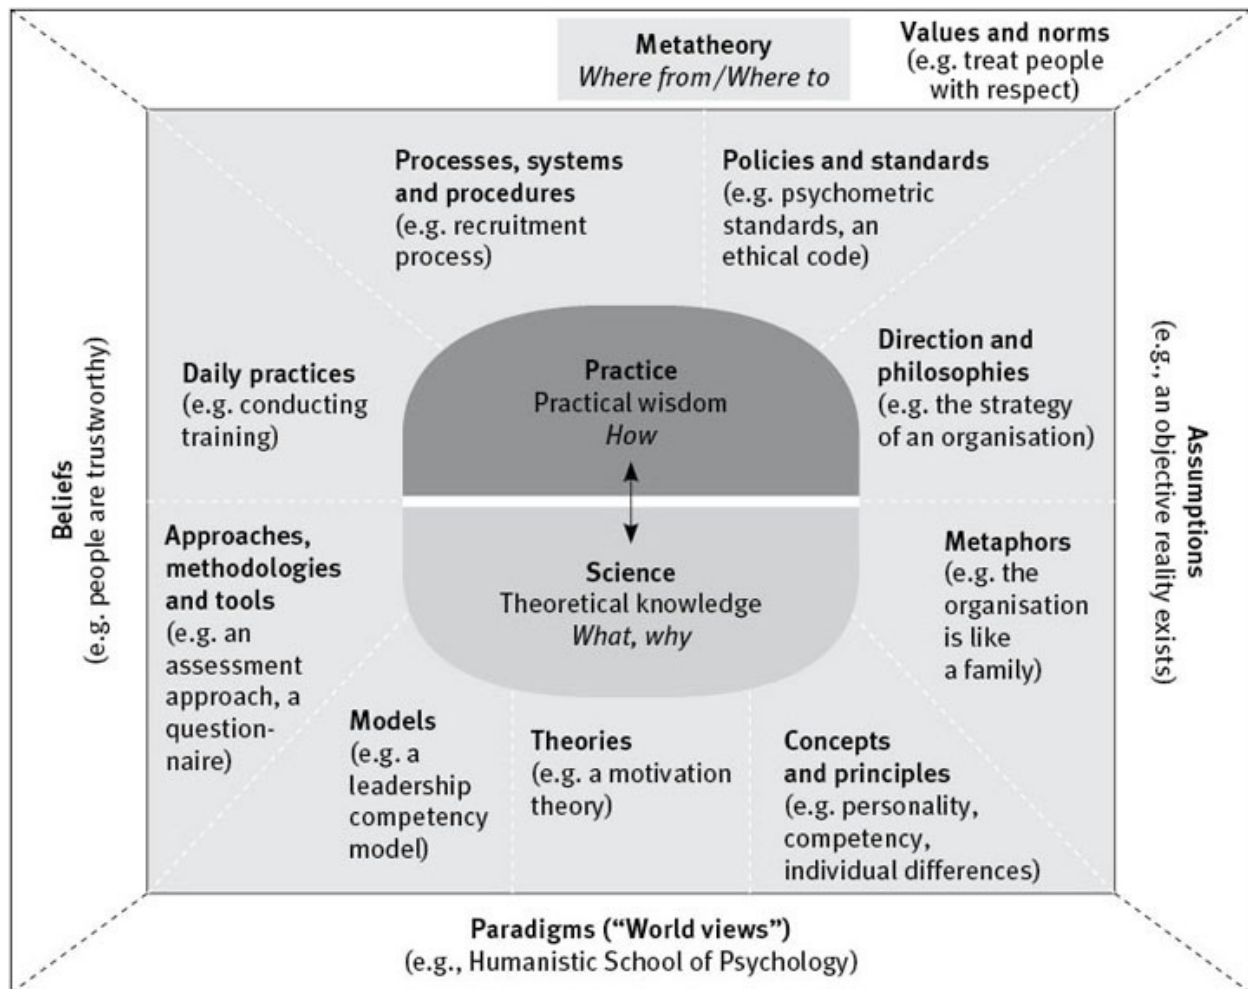 Metatheory
Where from/Where to
Values and norms
(e.g. treat people
with respect)
Processes, systems
and procedures
(e.g. recruitment
process)
Policies and standards
(e.g. psychometric
standards, an
ethical code)
Daily practices
(e.g. conducting
training)
Practice
Practical wisdom
How
Direction and
philosophies
(e.g. the strategy
of an organisation)
Beliefs
(e.g. people are trustworthy)
Assumptions
(e.g., an objective reality exists)
Approaches,
methodologies
and tools
(e.g. an
assessment
approach, a
question-
naire)
Science
Theoretical knowledge
What, why
Metaphors
(e.g. the
organisation
is like
a family)
Models
(e.g. a
leadership
competency
model)
Theories
(e.g. a motivation
theory)
Concepts
and principles
(e.g. personality,
competency,
individual differences)
Paradigms (“World views”)
(e.g., Humanistic School of Psychology)